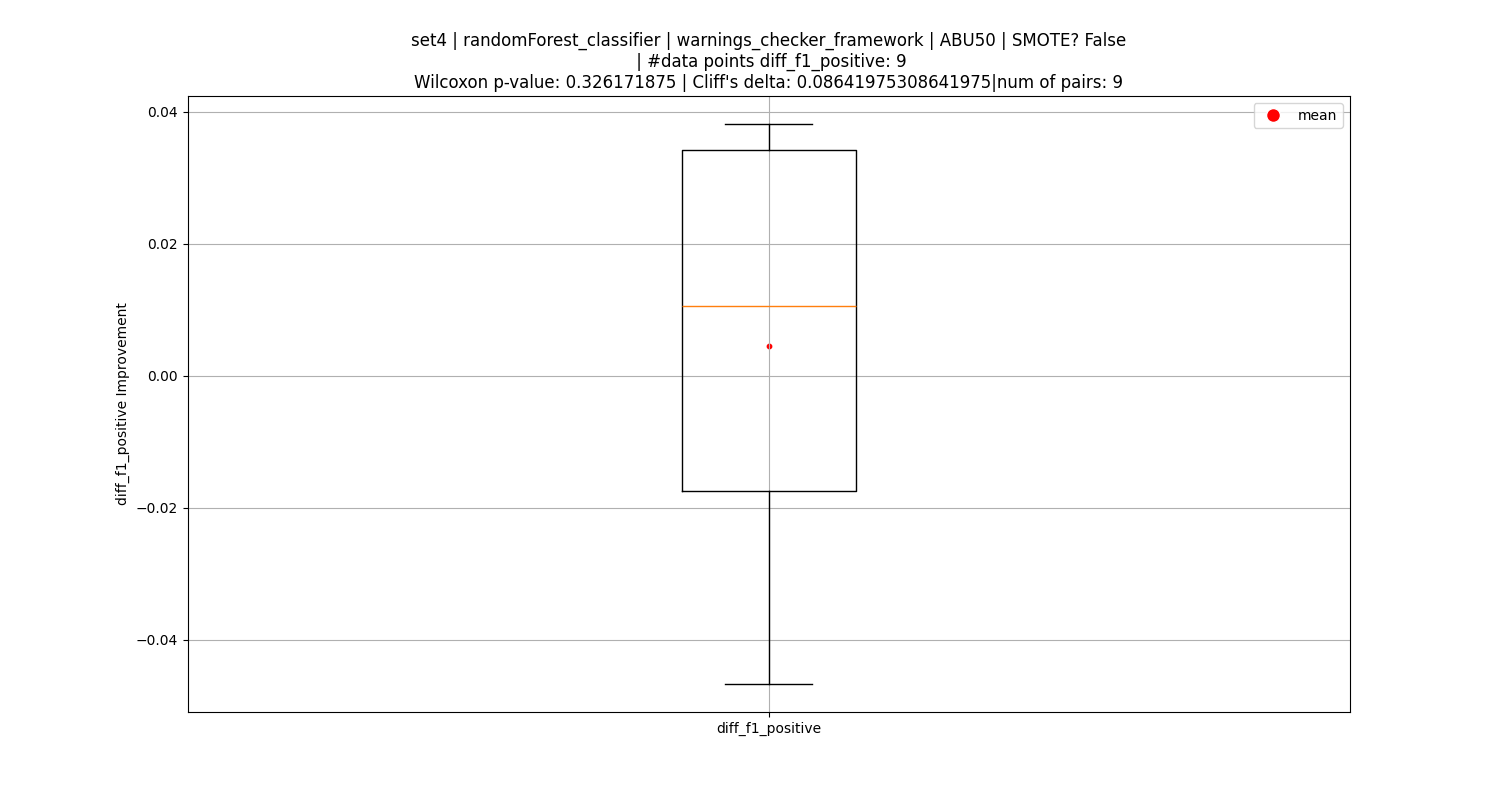 set4 | randomForest_classifier | warnings_checker_framework | ABU50 | SMOTE? False
| #data points diff_f1_positive: 9
Wilcoxon p-value: 0.326171875 | Cliff's delta: 0.08641975308641975|num of pairs: 9
mean
0.04
0.02
0.00
−0.02
−0.04
diff_f1_positive Improvement
diff_f1_positive